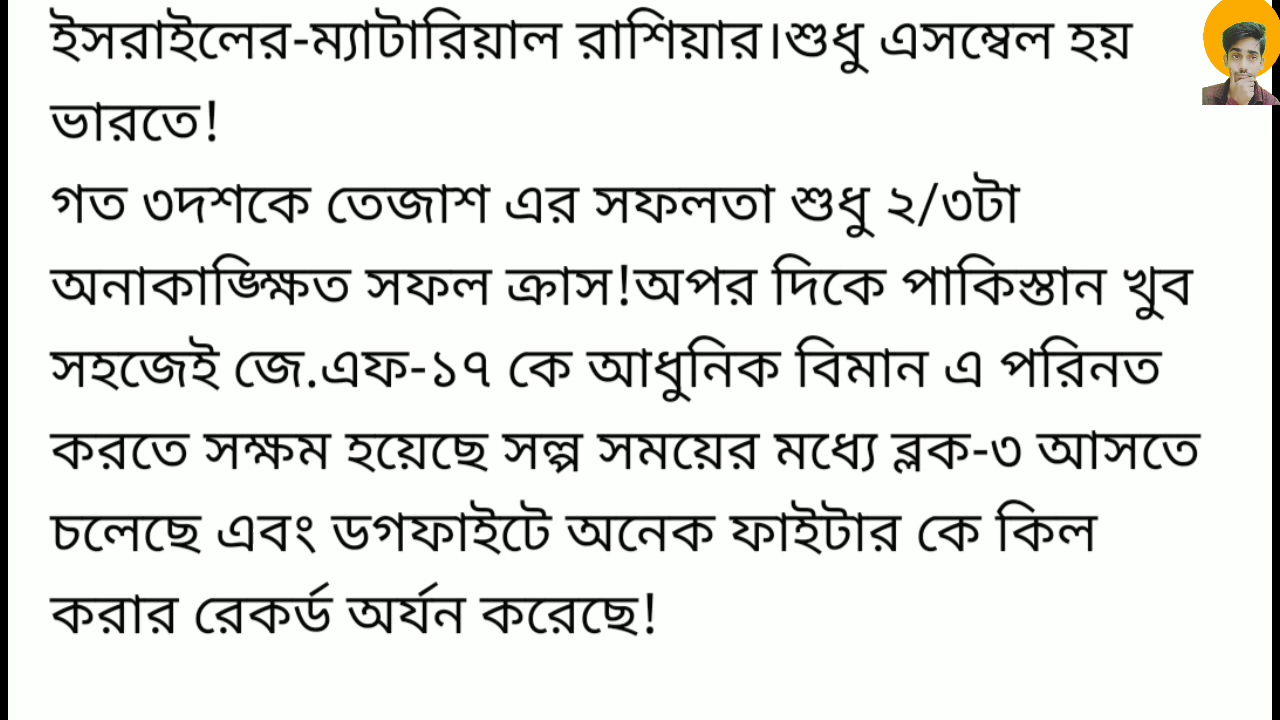 ইসরাইলের-ম্যাটারিয়াল রাশিয়ার।শুধু এসম্বেল হয়
ভারতে!
গত ৩দশকে তেজাশ এর সফলতা শুধু ২/৩টা
অনাকাঙ্ক্ষিত সফল ক্রাস!অপর দিকে পাকিস্তান খুব
সহজেই জে.এফ-১৭ কে আধুনিক বিমান এ পরিনত
করতে সক্ষম হয়েছে সল্প সময়ের মধ্যে ব্লক-৩ আসতে
চলেছে এবং ডগফাইটে অনেক ফাইটার কে কিল
করার রেকর্ড অর্যন করেছে!